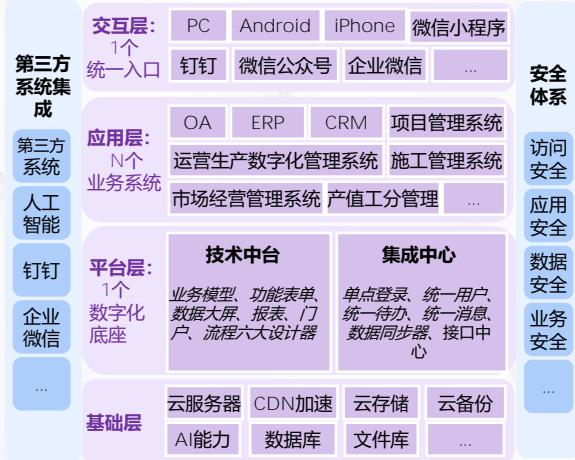 第三方
系统集
成
第三方
系统
人工
智能
钉钉
企业
微信
...
交互层：
1个
统一入口
PC
Android
iPhone
微信小程序
钉钉
微信公众号
企业微信
...
应用层：
N个
业务系统
OA
ERP
CRM
项目管理系统
运营生产数字化管理系统
施工管理系统
市场经营管理系统
产值工分管理
...
平台层：
1个
数字化
底座
技术中台
业务模型、功能表单、
数据大屏、报表、门
户、流程六大设计器
集成中心
单点登录、统一用户、
统一待办、统一消息、
数据同步器、接口中
心
基础层
云服务器
CDN加速
云存储
云备份
AI能力
数据库
文件库
...
安全
体系
访问
安全
应用
安全
数据
安全
业务
安全
...